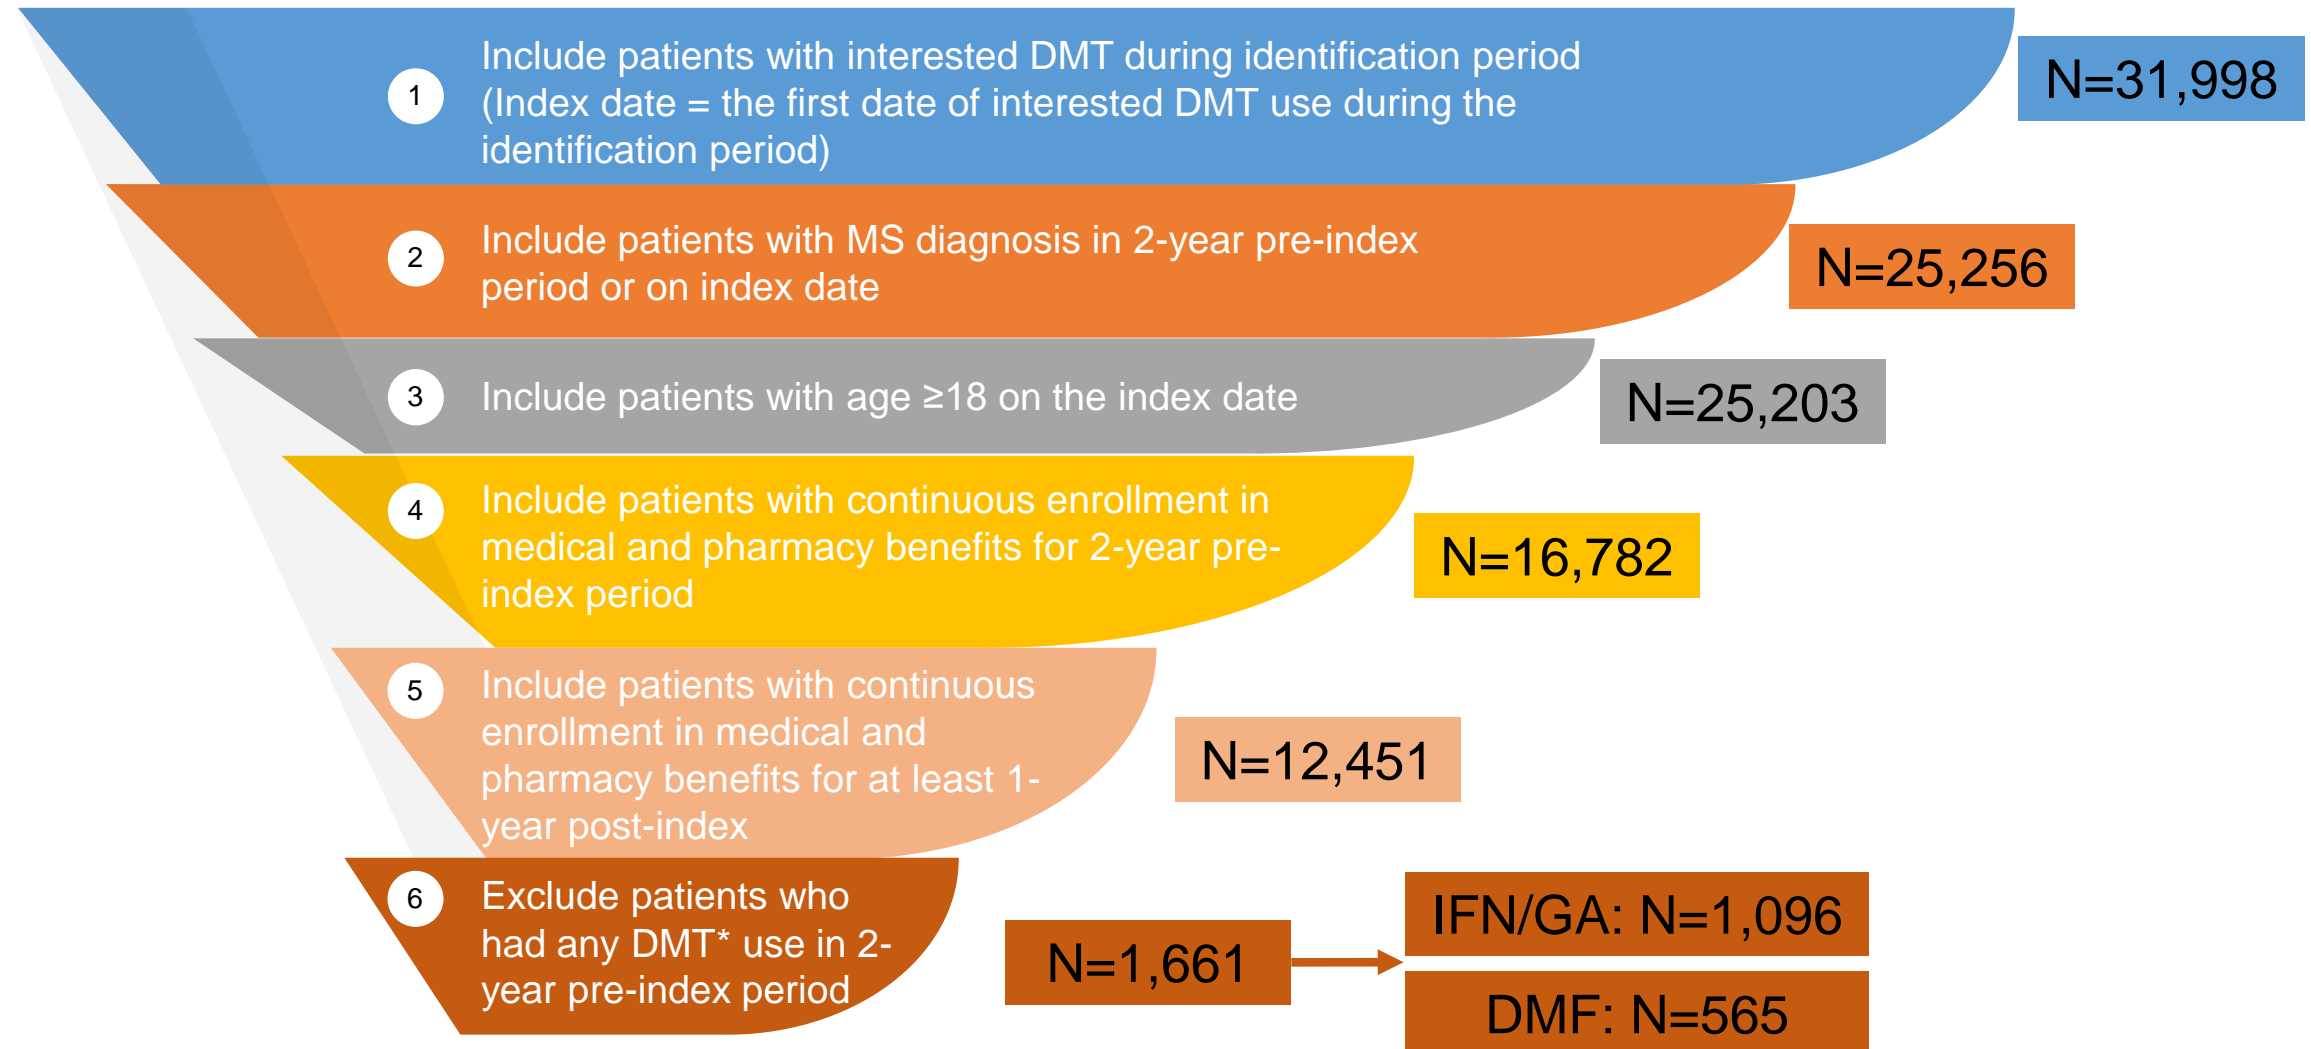 1
Include patients with interested DMT during identification period
(Index date = the first date of interested DMT use during the
identification period)
N=31,998
2
Include patients with MS diagnosis in 2-year pre-index
period or on index date
N=25,256
3
Include patients with age ≥18 on the index date
N=25,203
4
Include patients with continuous enrollment in
medical and pharmacy benefits for 2-year pre-
index period
N=16,782
5
Include patients with continuous
enrollment in medical and
pharmacy benefits for at least 1-
year post-index
N=12,451
6
Exclude patients who
had any DMT* use in 2-
year pre-index period
N=1,661
IFN/GA: N=1,096
DMF: N=565